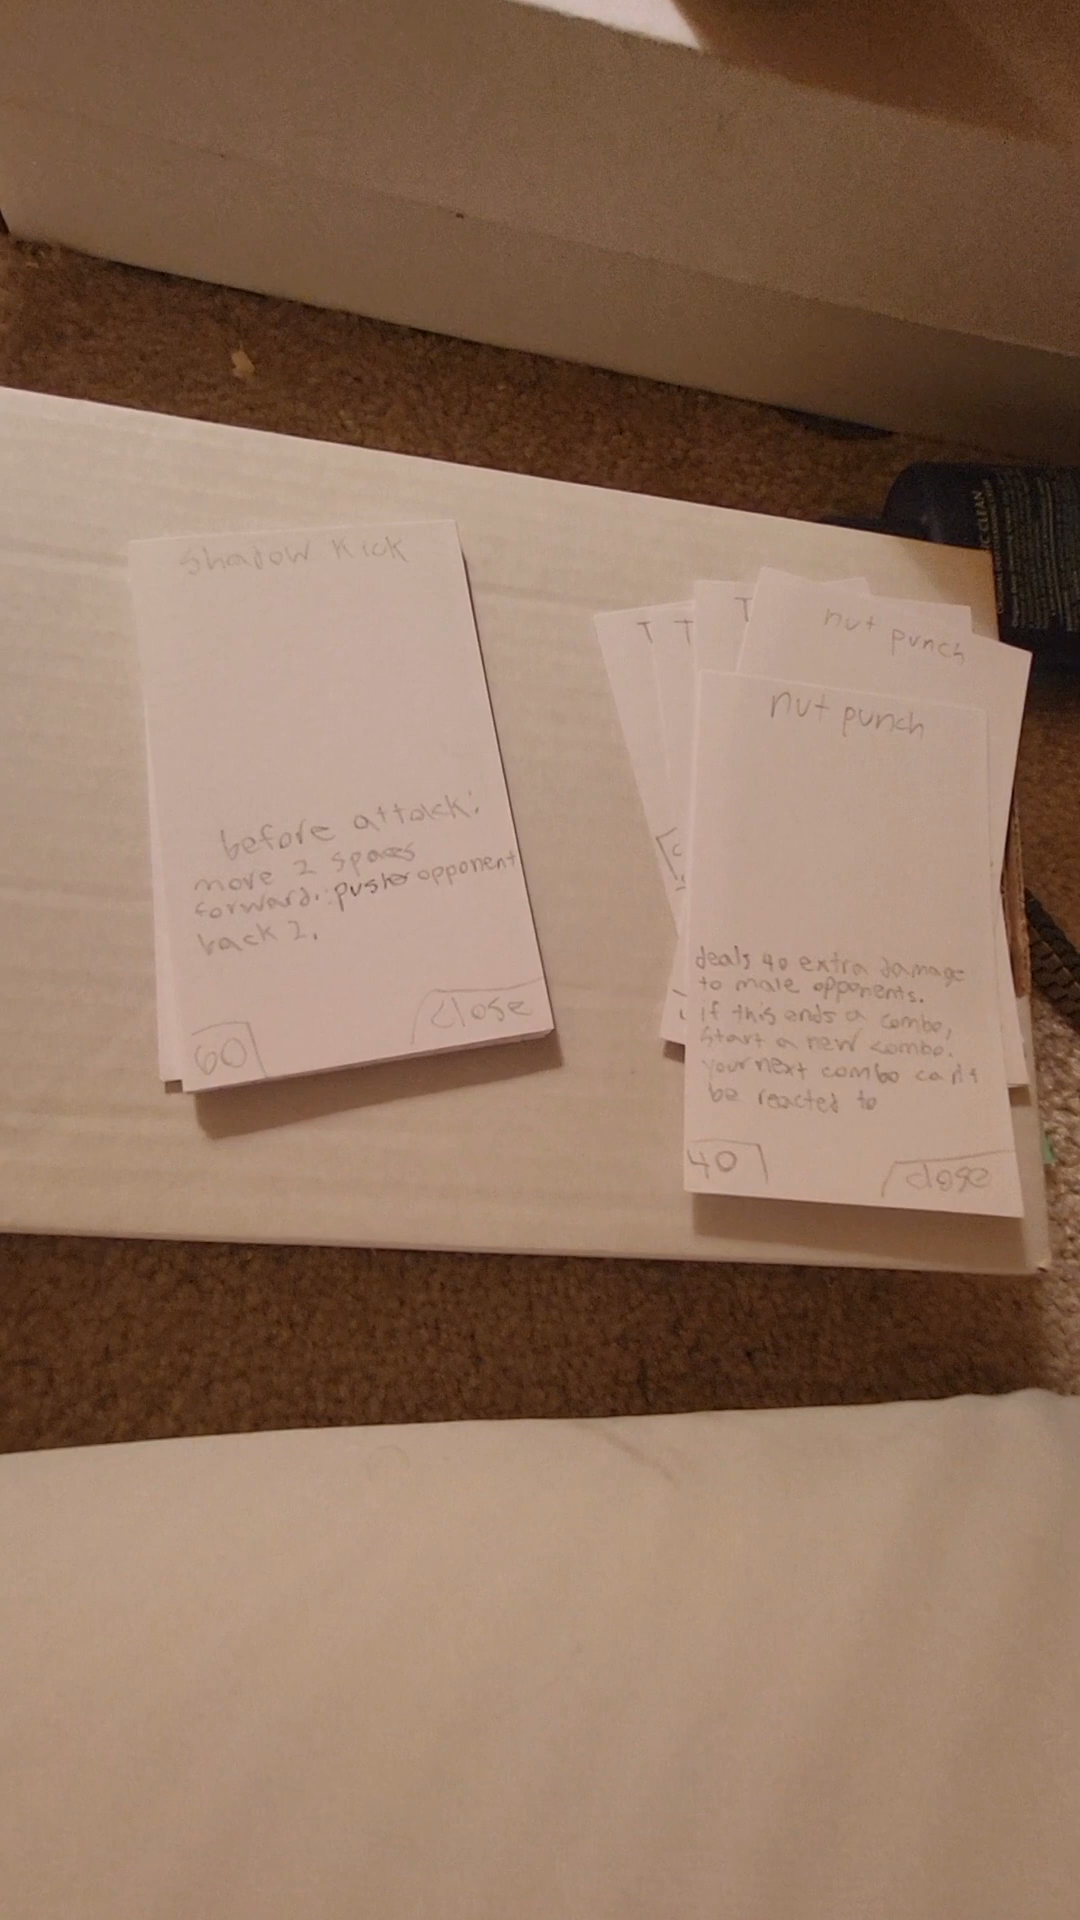 shadow kick
before attack:
move 2 spaces
forward. pushes opponent
back 2.
60
close
T
T
T
nut punch
nut punch
deals 40 extra damage
to male opponents.
if this ends a combo,
start a new combo.
your next combo can't
be reacted to
40
close
CLEAN